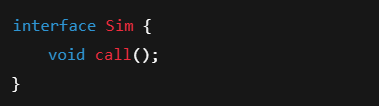 interface Sim {
    void call();
}